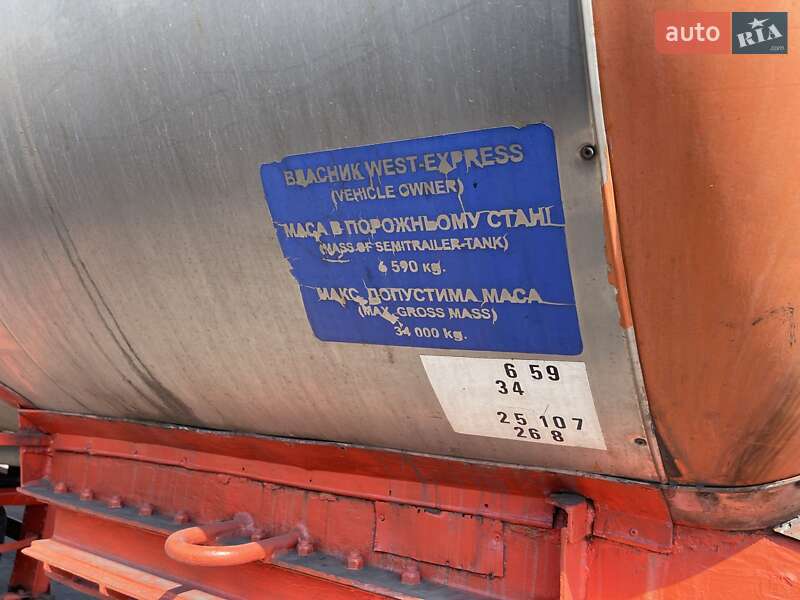 auto RIA .com
ВЛАСНИК WEST-EXPRESS
(VEHICLE OWNER)
МАСА В ПОРОЖНЬОМУ СТАНІ
(MASS OF SEMITRAILER-TANK)
6 590 kg.
МАКС. ДОПУСТИМА МАСА
(MAX. GROSS MASS)
34 000 kg.
6 59
34
25 107
26 8